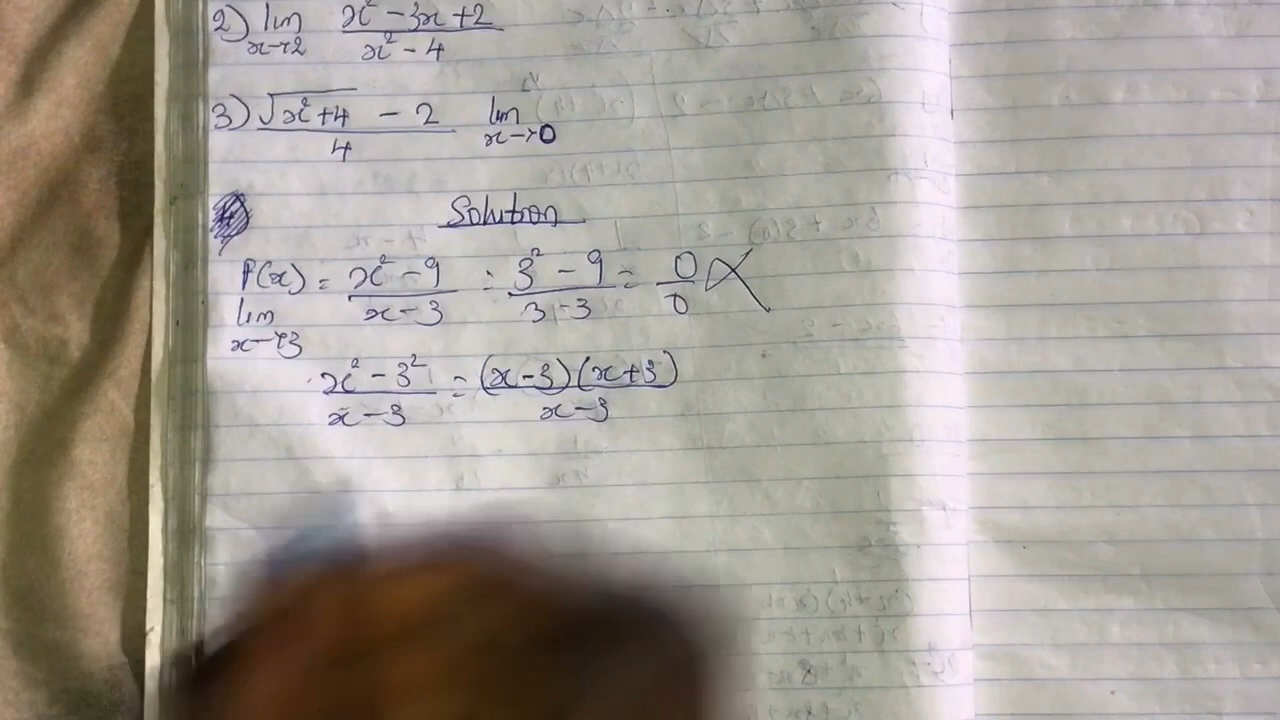 2) lim x² - 3x + 2
x→2 x² - 4
3) √x²+4 - 2 lim
4 x→0
Solution
P(x) = x² - 9 = 3² - 9 = 0
lim x - 3 3 - 3 0
x→3
x² - 3² = (x-3)(x+3)
x - 3 x - 3